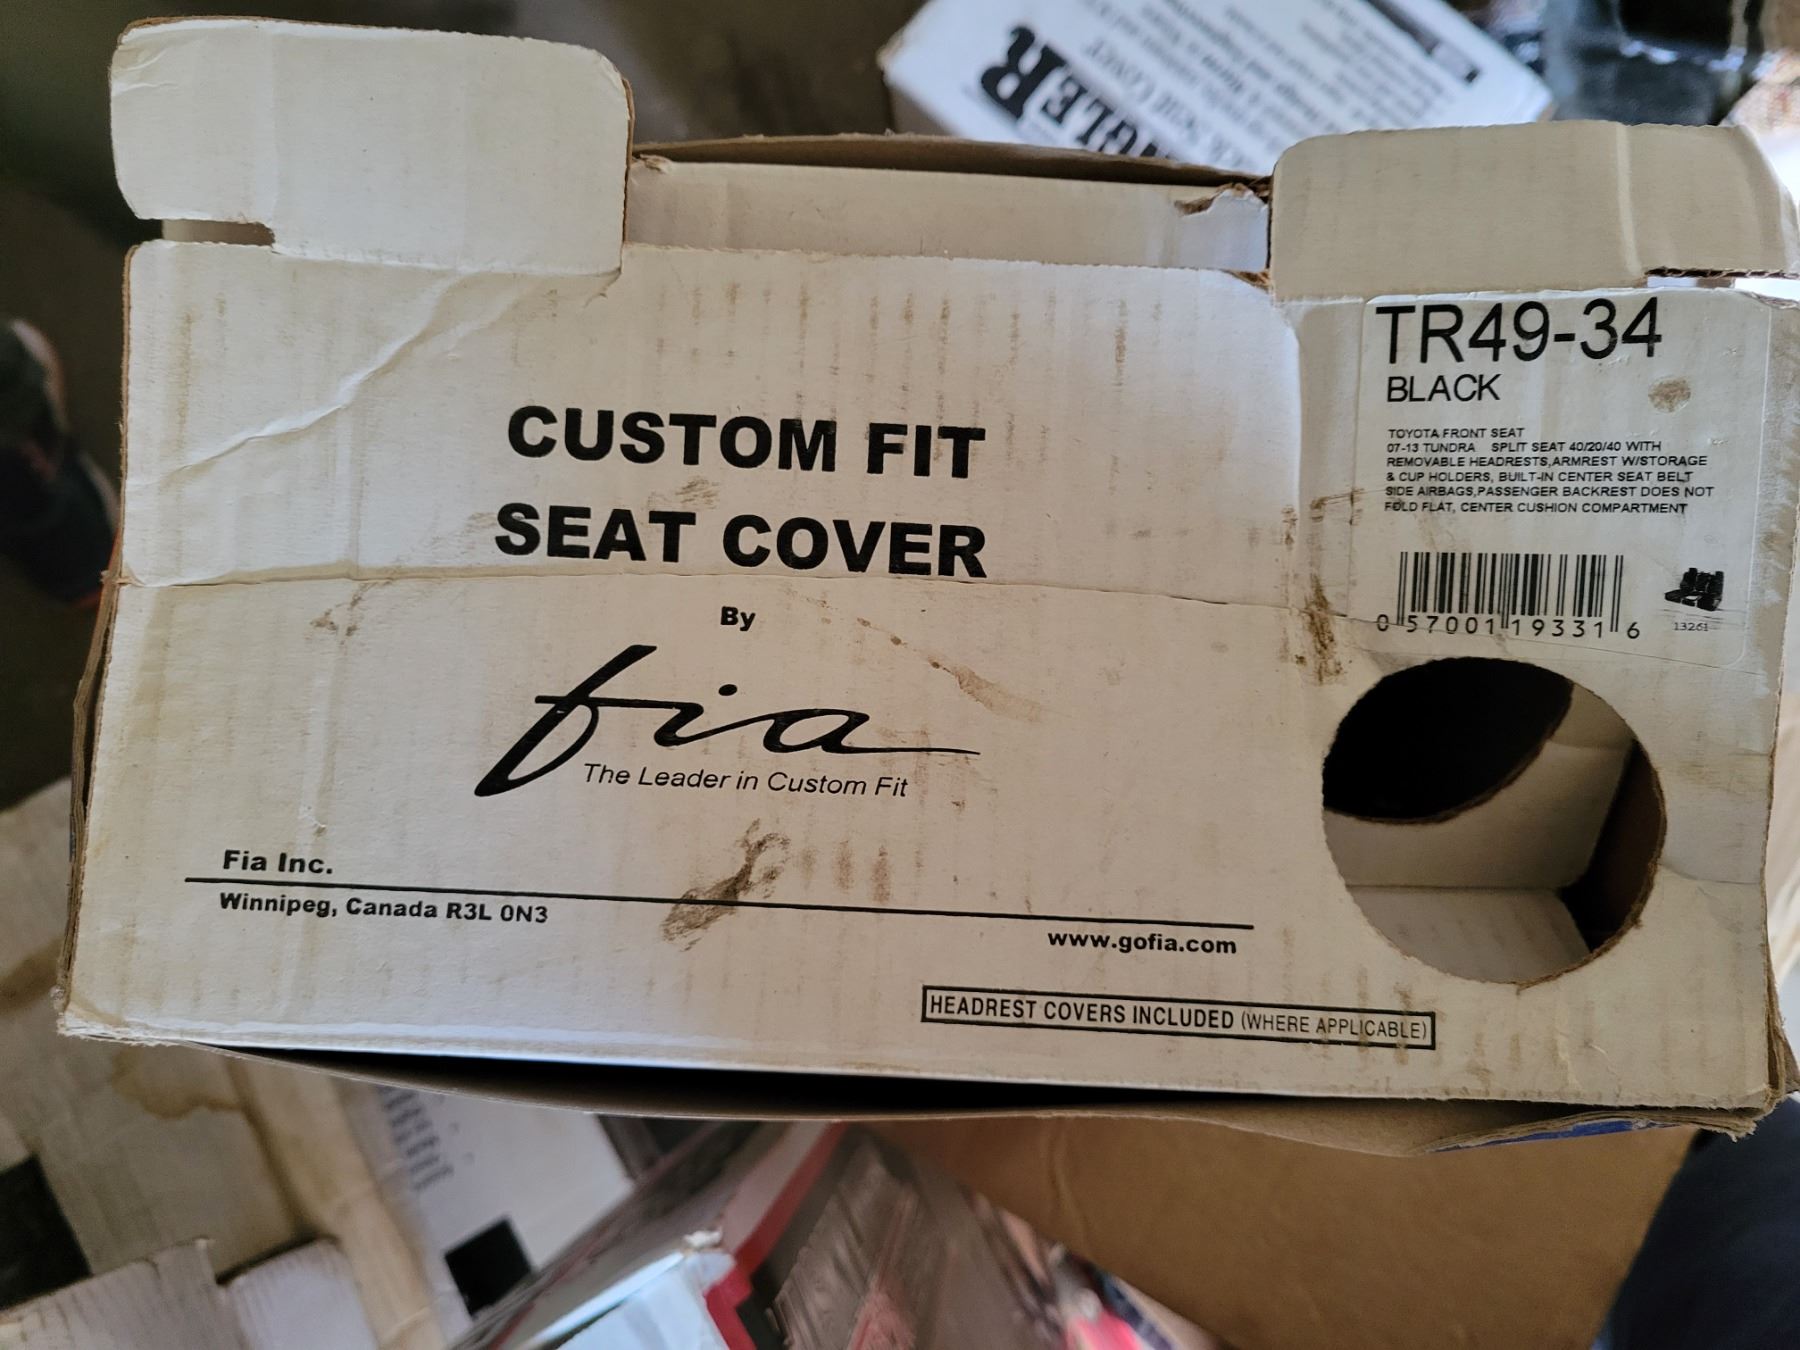 CUSTOM FIT
SEAT COVER
By
fia
The Leader in Custom Fit
Fia Inc.
Winnipeg, Canada R3L 0N3
www.gofia.com
HEADREST COVERS INCLUDED (WHERE APPLICABLE)
TR49-34
BLACK
TOYOTA FRONT SEAT
07-13 TUNDRA SPLIT SEAT 40/20/40 WITH
REMOVABLE HEADRESTS,ARMREST W/STORAGE
& CUP HOLDERS, BUILT-IN CENTER SEAT BELT
SIDE AIRBAGS,PASSENGER BACKREST DOES NOT
FOLD FLAT, CENTER CUSHION COMPARTMENT
0 57001 19331 6
13261